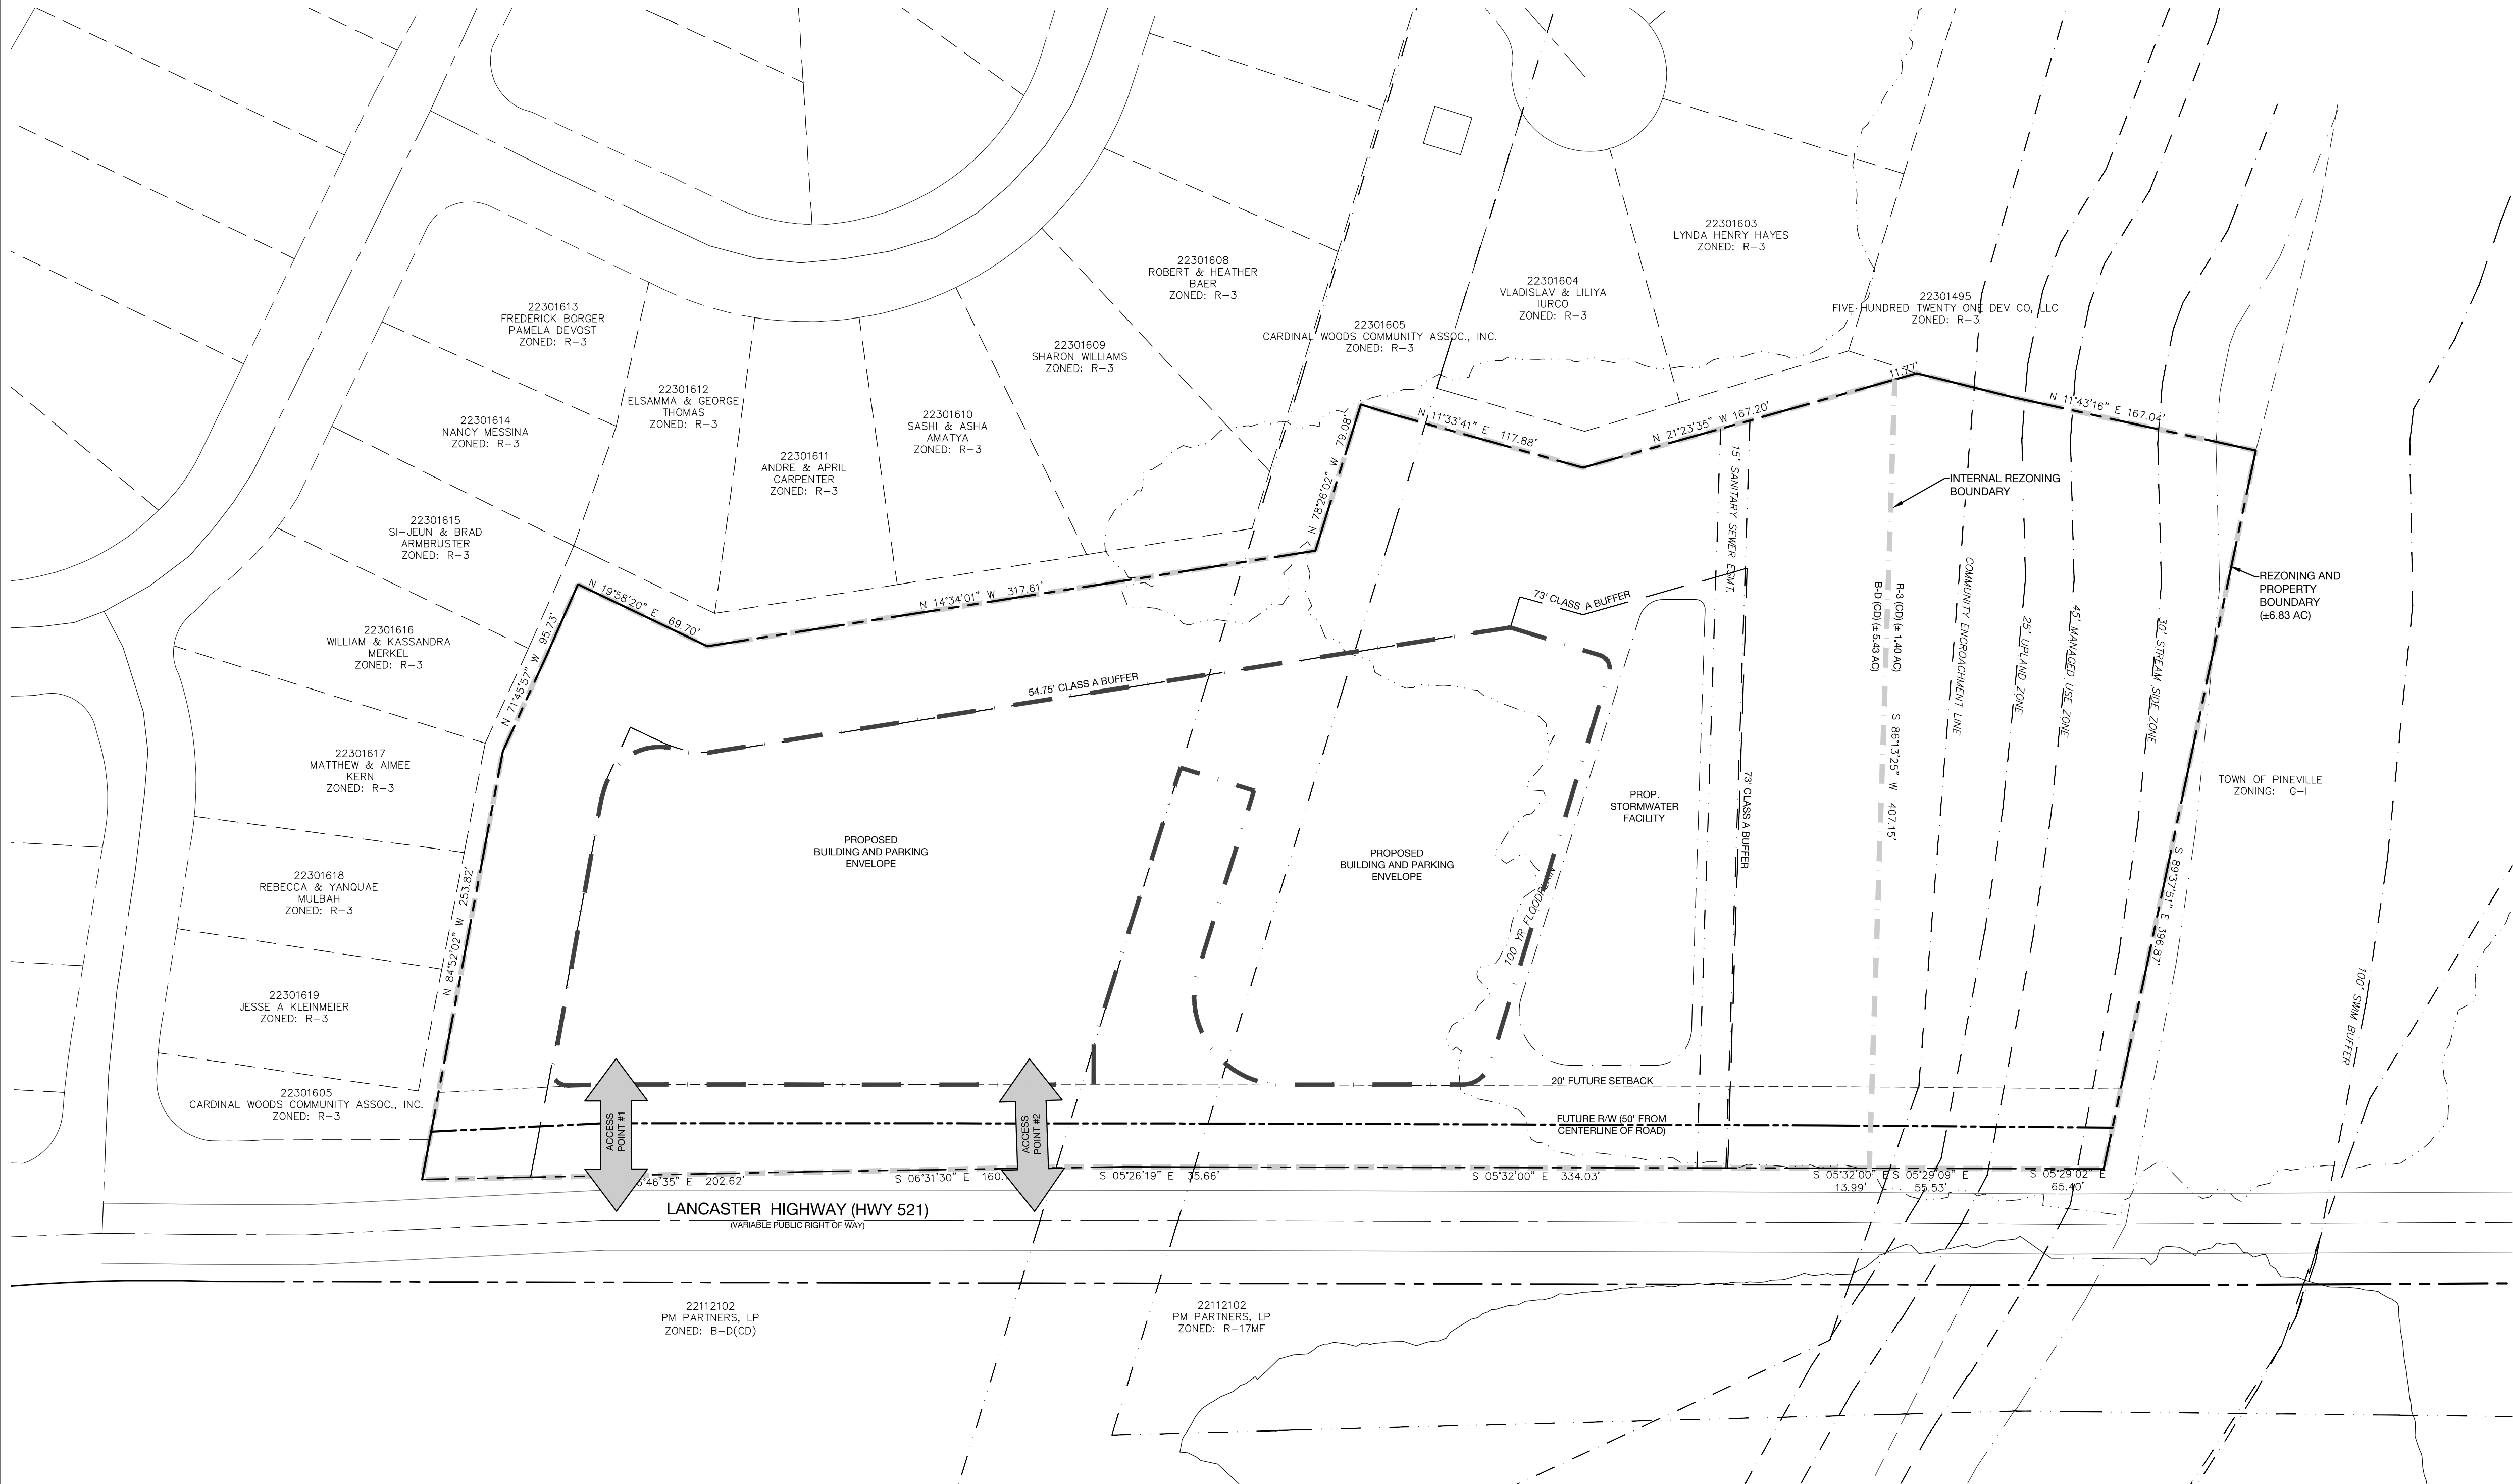 22301603
LYNDA HENRY HAYES
ZONED: R-3
22301608
ROBERT & HEATHER
BAER
ZONED: R-3
22301604
VLADISLAV & LILIYA
IURCO
ZONED: R-3
22301495
FIVE HUNDRED TWENTY ONE DEV CO, LLC
ZONED: R-3
22301613
FREDERICK BORGER
PAMELA DEVOST
ZONED: R-3
22301605
CARDINAL WOODS COMMUNITY ASSOC., INC.
ZONED: R-3
22301609
SHARON WILLIAMS
ZONED: R-3
22301612
ELSAMMA & GEORGE
THOMAS
ZONED: R-3
22301614
NANCY MESSINA
ZONED: R-3
22301610
SASHI & ASHA
AMATYA
ZONED: R-3
22301611
ANDRE & APRIL
CARPENTER
ZONED: R-3
11.77'
N 11°43'16" E 167.04'
N 11°33'41" E 117.88'
N 21°23'35" W 167.20'
N 78°26'02" W 79.08'
15' SANITARY SEWER ESMT.
INTERNAL REZONING
BOUNDARY
22301615
SI-JEUN & BRAD
ARMBRUSTER
ZONED: R-3
N 19°58'20" E 69.70'
N 14°34'01" W 317.61'
73' CLASS A BUFFER
REZONING AND
PROPERTY
BOUNDARY
(±6.83 AC)
22301616
WILLIAM & KASSANDRA
MERKEL
ZONED: R-3
N 71°45'57" W 95.73'
54.75' CLASS A BUFFER
R-3 (CD) (± 1.40 AC)
B-D (CD) (± 5.43 AC)
S 86°13'25" W 407.15'
COMMUNITY ENCROACHMENT LINE
25' UPLAND ZONE
45' MANAGED USE ZONE
30' STREAM SIDE ZONE
22301617
MATTHEW & AIMEE
KERN
ZONED: R-3
TOWN OF PINEVILLE
ZONING: G-I
PROP.
STORMWATER
FACILITY
73' CLASS A BUFFER
PROPOSED
BUILDING AND PARKING
ENVELOPE
PROPOSED
BUILDING AND PARKING
ENVELOPE
100 YR FLOODPLAIN
22301618
REBECCA & YANQUAE
MULBAH
ZONED: R-3
N 84°52'02" W 253.82'
S 89°37'51" E 396.87'
22301619
JESSE A KLEINMEIER
ZONED: R-3
100' SWIM BUFFER
22301605
CARDINAL WOODS COMMUNITY ASSOC., INC.
ZONED: R-3
20' FUTURE SETBACK
ACCESS
POINT #1
ACCESS
POINT #2
FUTURE R/W (50' FROM
CENTERLINE OF ROAD)
6°46'35" E 202.62'
S 06°31'30" E 160.
S 05°26'19" E 35.66'
S 05°32'00" E 334.03'
S 05°32'00" E
13.99'
S 05°29'09" E
55.53'
S 05°29'02" E
65.40'
LANCASTER HIGHWAY (HWY 521)
(VARIABLE PUBLIC RIGHT OF WAY)
22112102
PM PARTNERS, LP
ZONED: B-D(CD)
22112102
PM PARTNERS, LP
ZONED: R-17MF